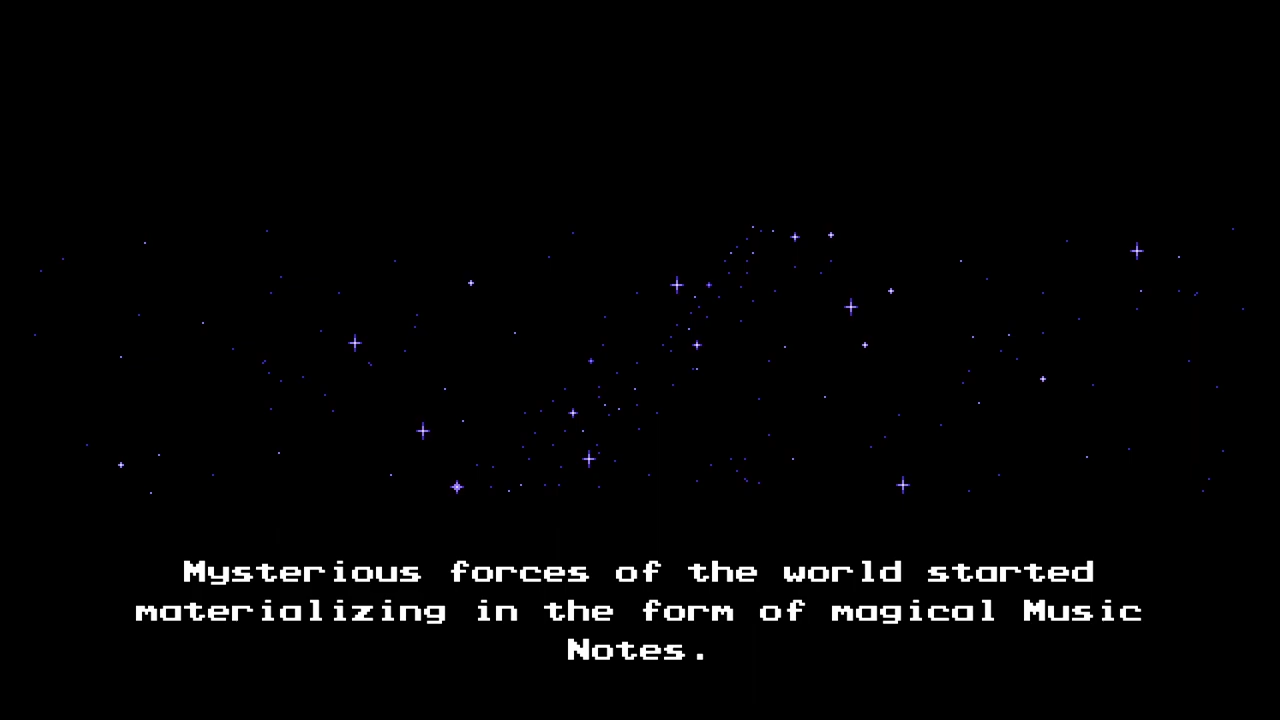 Mysterious forces of the world started
materializing in the form of magical Music
Notes.